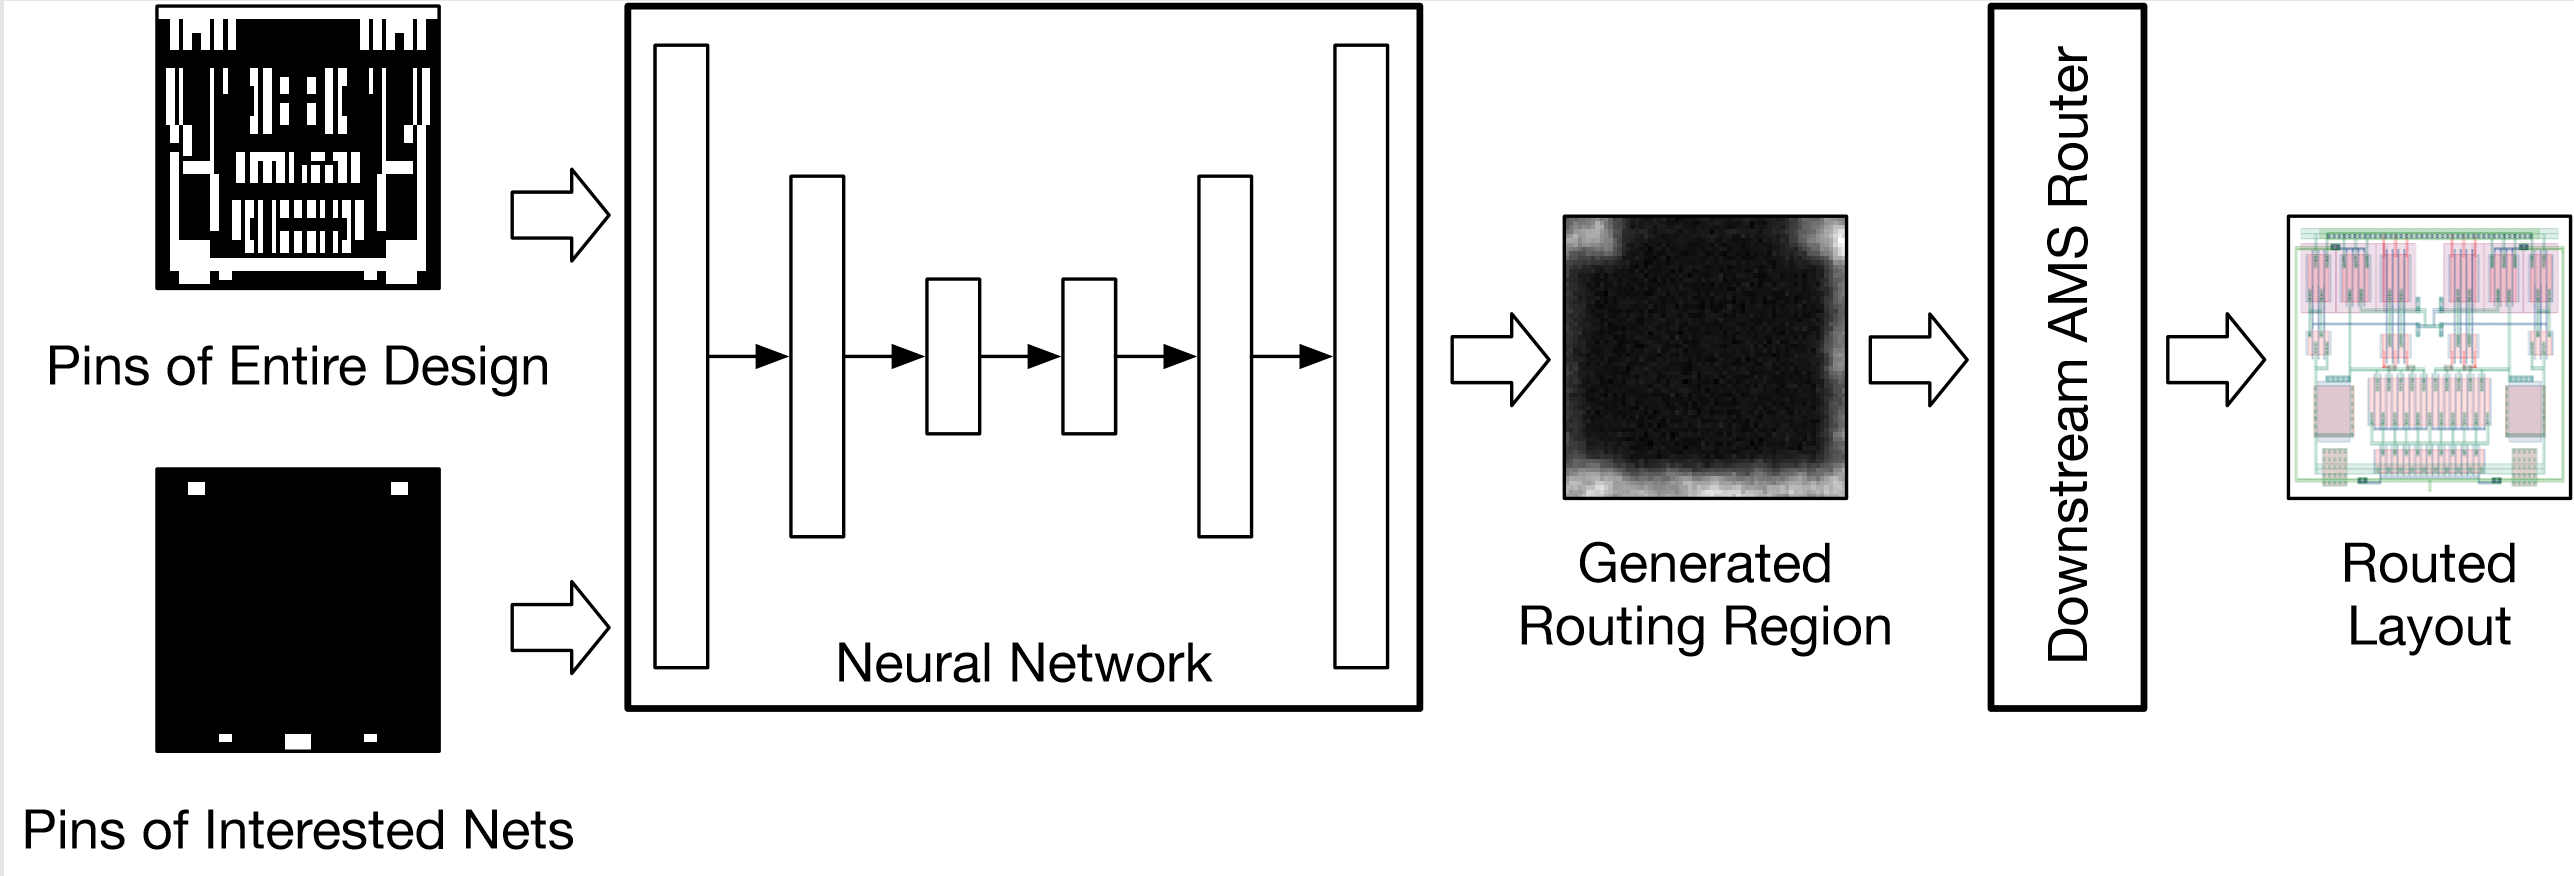 Pins of Entire Design
Pins of Interested Nets
Neural Network
Generated
Routing Region
Downstream AMS Router
Routed
Layout